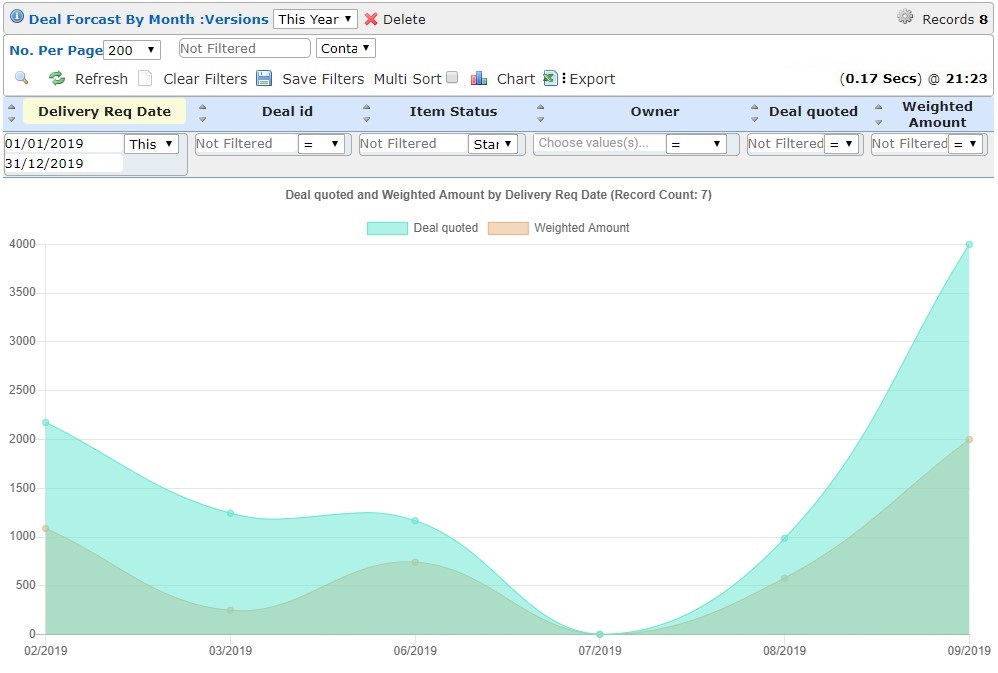 Deal Forcast By Month :Versions This Year Delete Records 8
No. Per Page 200 Not Filtered Conta
Refresh Clear Filters Save Filters Multi Sort Chart Export (0.17 Secs) @ 21:23
Delivery Req Date Deal id Item Status Owner Deal quoted Weighted Amount
01/01/2019 This Not Filtered = Not Filtered Star Choose values(s)... = Not Filtered = Not Filtered =
31/12/2019
Deal quoted and Weighted Amount by Delivery Req Date (Record Count: 7)
Deal quoted Weighted Amount
4000
3500
3000
2500
2000
1500
1000
500
0
02/2019 03/2019 06/2019 07/2019 08/2019 09/2019